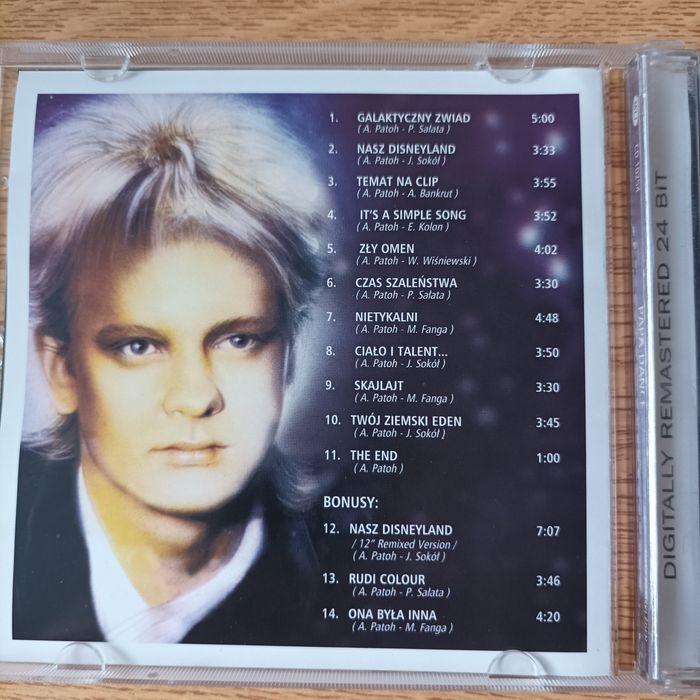 1. GALAKTYCZNY ZWIAD 5:00
( A. Patoh - P. Sałata )
2. NASZ DISNEYLAND 3:33
( A. Patoh - J. Sokół )
3. TEMAT NA CLIP 3:55
( A. Patoh - A. Bankrut )
4. IT'S A SIMPLE SONG 3:52
( A. Patoh - E. Kolon )
5. ZŁY OMEN 4:02
( A. Patoh - W. Wiśniewski )
6. CZAS SZALEŃSTWA 3:30
( A. Patoh - P. Sałata )
7. NIETYKALNI 4:48
( A. Patoh - M. Fanga )
8. CIAŁO I TALENT... 3:50
( A. Patoh - J. Sokół )
9. SKAJLAJT 3:30
( A. Patoh - M. Fanga )
10. TWÓJ ZIEMSKI EDEN 3:45
( A. Patoh - J. Sokół )
11. THE END 1:00
( A. Patoh )
BONUSY:
12. NASZ DISNEYLAND 7:07
/ 12" Remixed Version /
( A. Patoh - J. Sokół )
13. RUDI COLOUR 3:46
( A. Patoh - P. Sałata )
14. ONA BYŁA INNA 4:20
( A. Patoh - M. Fanga )
PAPA DANCE
DIGITALLY REMASTERED 24 BIT